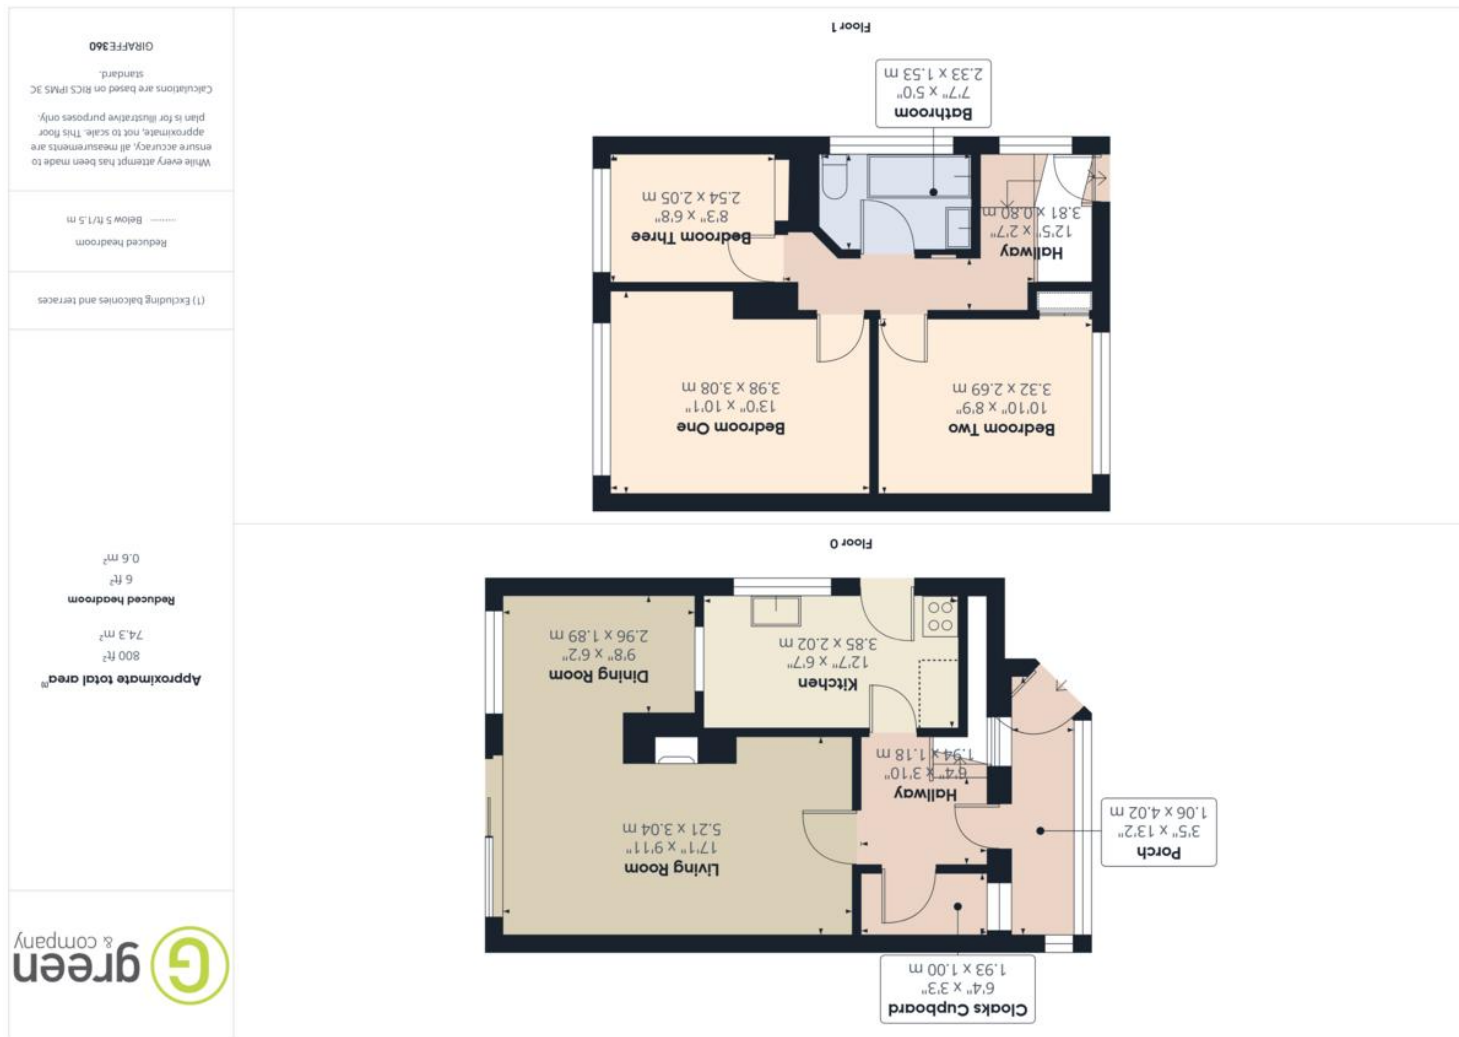 Cloaks Cupboard
6'4" x 3'3"
1.93 x 1.00 m
Porch
3'5" x 13'2"
1.06 x 4.02 m
Living Room
17'1" x 9'11"
5.21 x 3.04 m
Hallway
6'4" x 3'10"
1.94 x 1.18 m
Kitchen
12'7" x 6'7"
3.85 x 2.02 m
Dining Room
9'8" x 6'2"
2.96 x 1.89 m
Floor 0
Bedroom Two
10'10" x 8'9"
3.32 x 2.69 m
Bedroom One
13'0" x 10'1"
3.98 x 3.08 m
Hallway
12'5" x 2'7"
3.81 x 0.80 m
Bedroom Three
8'3" x 6'8"
2.54 x 2.05 m
Bathroom
7'7" x 5'0"
2.33 x 1.53 m
Floor 1
G green
& company
Approximate total area(1)
800 ft²
74.3 m²
Reduced headroom
6 ft²
0.6 m²
(1) Excluding balconies and terraces
Reduced headroom
Below 5 ft/1.5 m
While every attempt has been made to
ensure accuracy, all measurements are
approximate, not to scale. This floor
plan is for illustrative purposes only.
Calculations are based on RICS IPMS 3C
standard.
GIRAFFE360